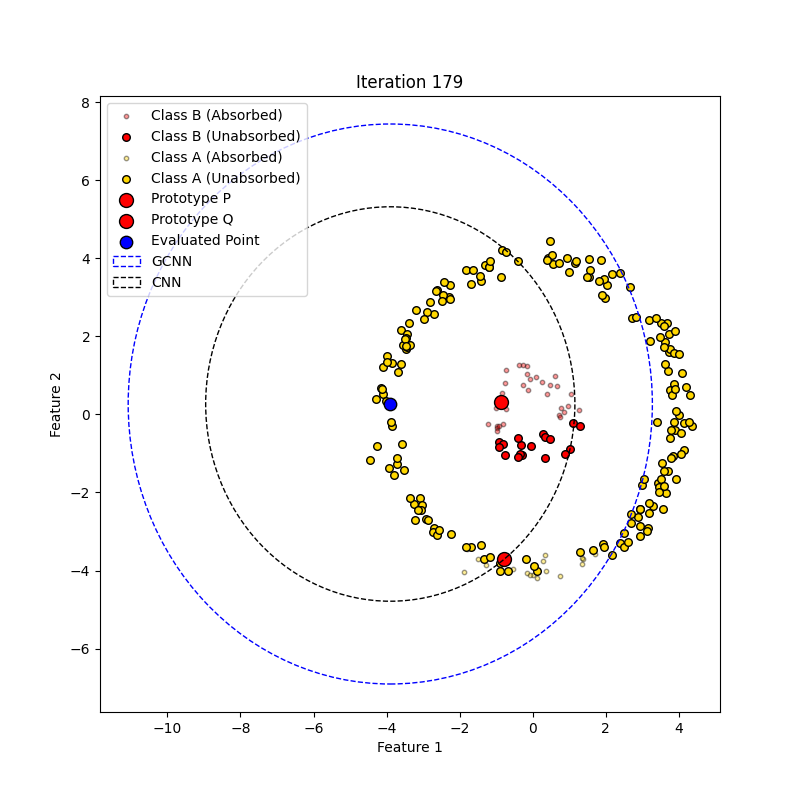 Iteration 179
8
6
4
2
0
−2
−4
−6
Feature 2
Class B (Absorbed)
Class B (Unabsorbed)
Class A (Absorbed)
Class A (Unabsorbed)
Prototype P
Prototype Q
Evaluated Point
GCNN
CNN
−10 −8 −6 −4 −2 0 2 4
Feature 1